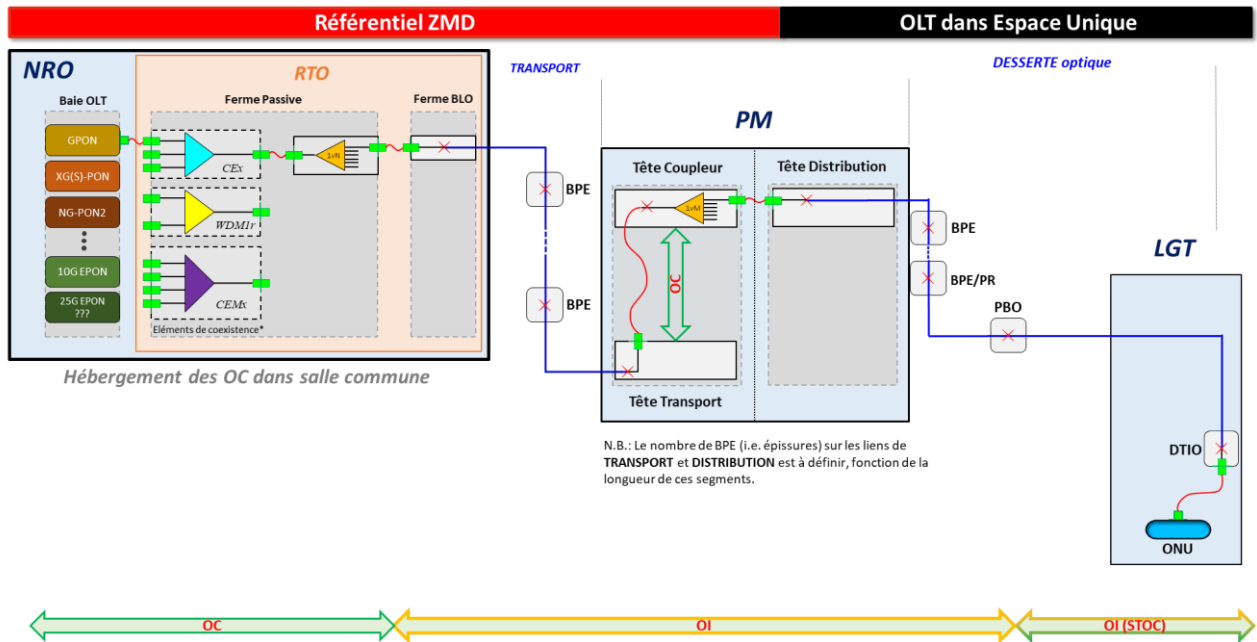 Référentiel ZMD
OLT dans Espace Unique
NRO
RTO
Baie OLT
Ferme Passive
Ferme BLO
GPON
XG(S)-PON
NG-PON2
10G EPON
25G EPON
???
CEx
1vN
WDM1r
CEMx
Eléments de coexistence*
Hébergement des OC dans salle commune
TRANSPORT
BPE
BPE
PM
Tête Coupleur
Tête Distribution
1vM
OC
Tête Transport
N.B.: Le nombre de BPE (i.e. épissures) sur les liens de
TRANSPORT et DISTRIBUTION est à définir, fonction de la
longueur de ces segments.
DESSERTE optique
BPE
BPE/PR
PBO
LGT
DTIO
ONU
OC
OI
OI (STOC)